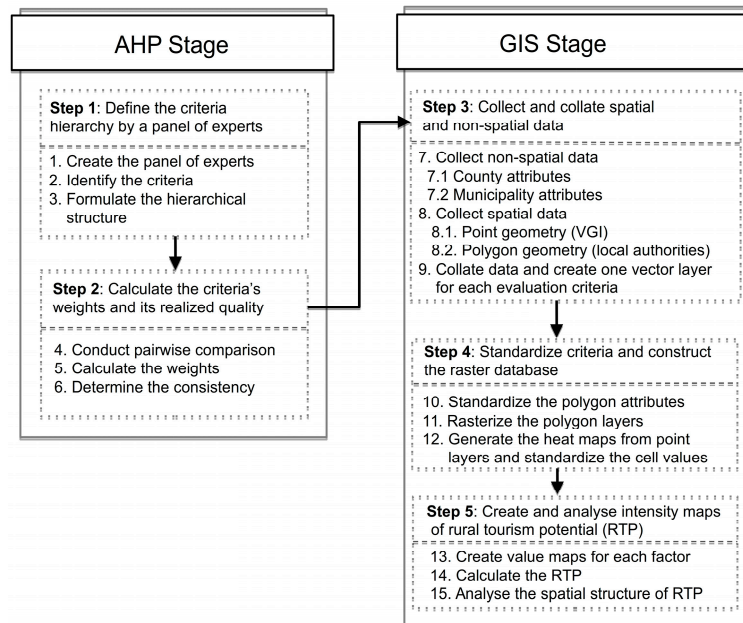 AHP Stage
Step 1: Define the criteria
hierarchy by a panel of experts
1. Create the panel of experts
2. Identify the criteria
3. Formulate the hierarchical
structure
Step 2: Calculate the criteria's
weights and its realized quality
4. Conduct pairwise comparison
5. Calculate the weights
6. Determine the consistency
GIS Stage
Step 3: Collect and collate spatial
and non-spatial data
7. Collect non-spatial data
7.1 County attributes
7.2 Municipality attributes
8. Collect spatial data
8.1. Point geometry (VGI)
8.2. Polygon geometry (local authorities)
9. Collate data and create one vector layer
for each evaluation criteria
Step 4: Standardize criteria and construct
the raster database
10. Standardize the polygon attributes
11. Rasterize the polygon layers
12. Generate the heat maps from point
layers and standardize the cell values
Step 5: Create and analyse intensity maps
of rural tourism potential (RTP)
13. Create value maps for each factor
14. Calculate the RTP
15. Analyse the spatial structure of RTP